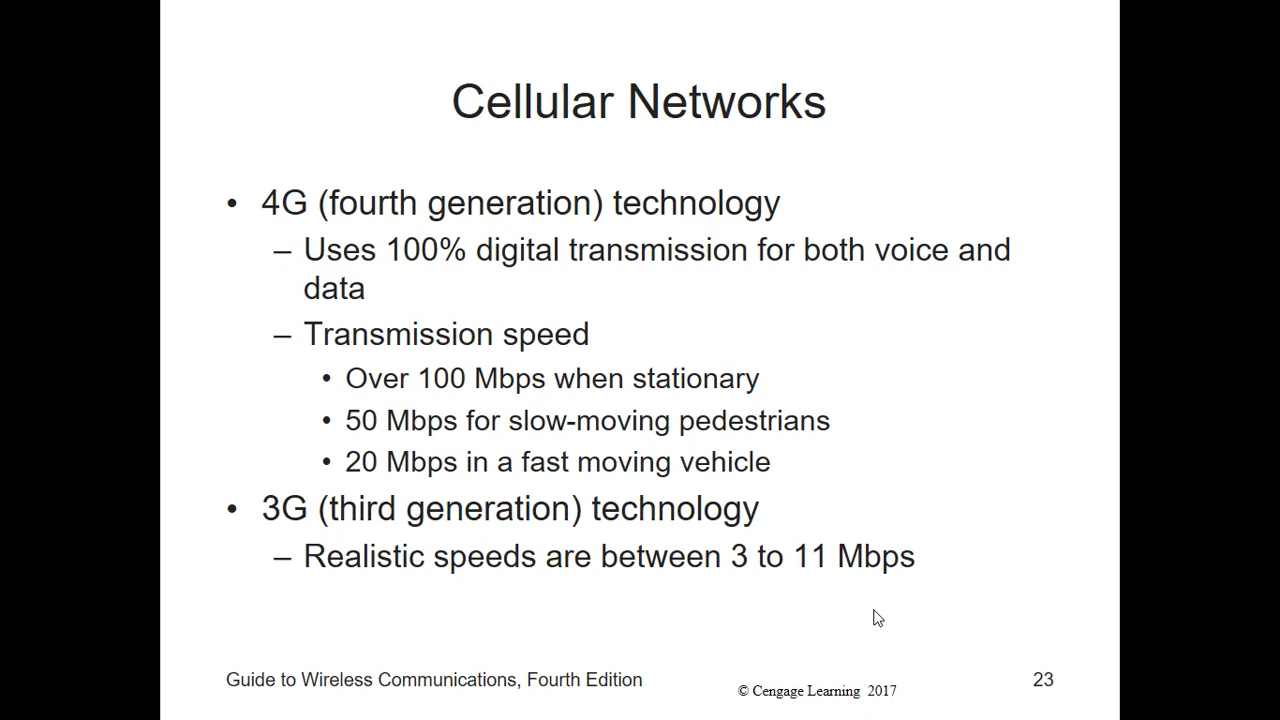 Cellular Networks
• 4G (fourth generation) technology
– Uses 100% digital transmission for both voice and
data
– Transmission speed
• Over 100 Mbps when stationary
• 50 Mbps for slow-moving pedestrians
• 20 Mbps in a fast moving vehicle
• 3G (third generation) technology
– Realistic speeds are between 3 to 11 Mbps
Guide to Wireless Communications, Fourth Edition
© Cengage Learning 2017
23